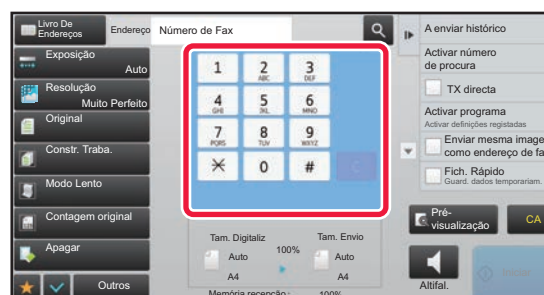 Livro De
Endereços
Endereço
Número de Fax
Exposição
Auto
Resolução
Muito Perfeito
Original
Constr. Traba.
Modo Lento
Contagem original
Apagar
Outros
1
2
ABC
3
DEF
4
GHI
5
JKL
6
MNO
7
PQRS
8
TUV
9
WXYZ
0
#
C
Tam. Digitaliz
100%
Tam. Envio
Auto
A4
Auto
A4
Memória recepção :
100%
A enviar histórico
Activar número
de procura
TX directa
Activar programa
Activar definições registadas
Enviar mesma image
como endereço de fa
Fich. Rápido
Guard. dados temporariam.
Pré-
visualização
CA
Altifal.